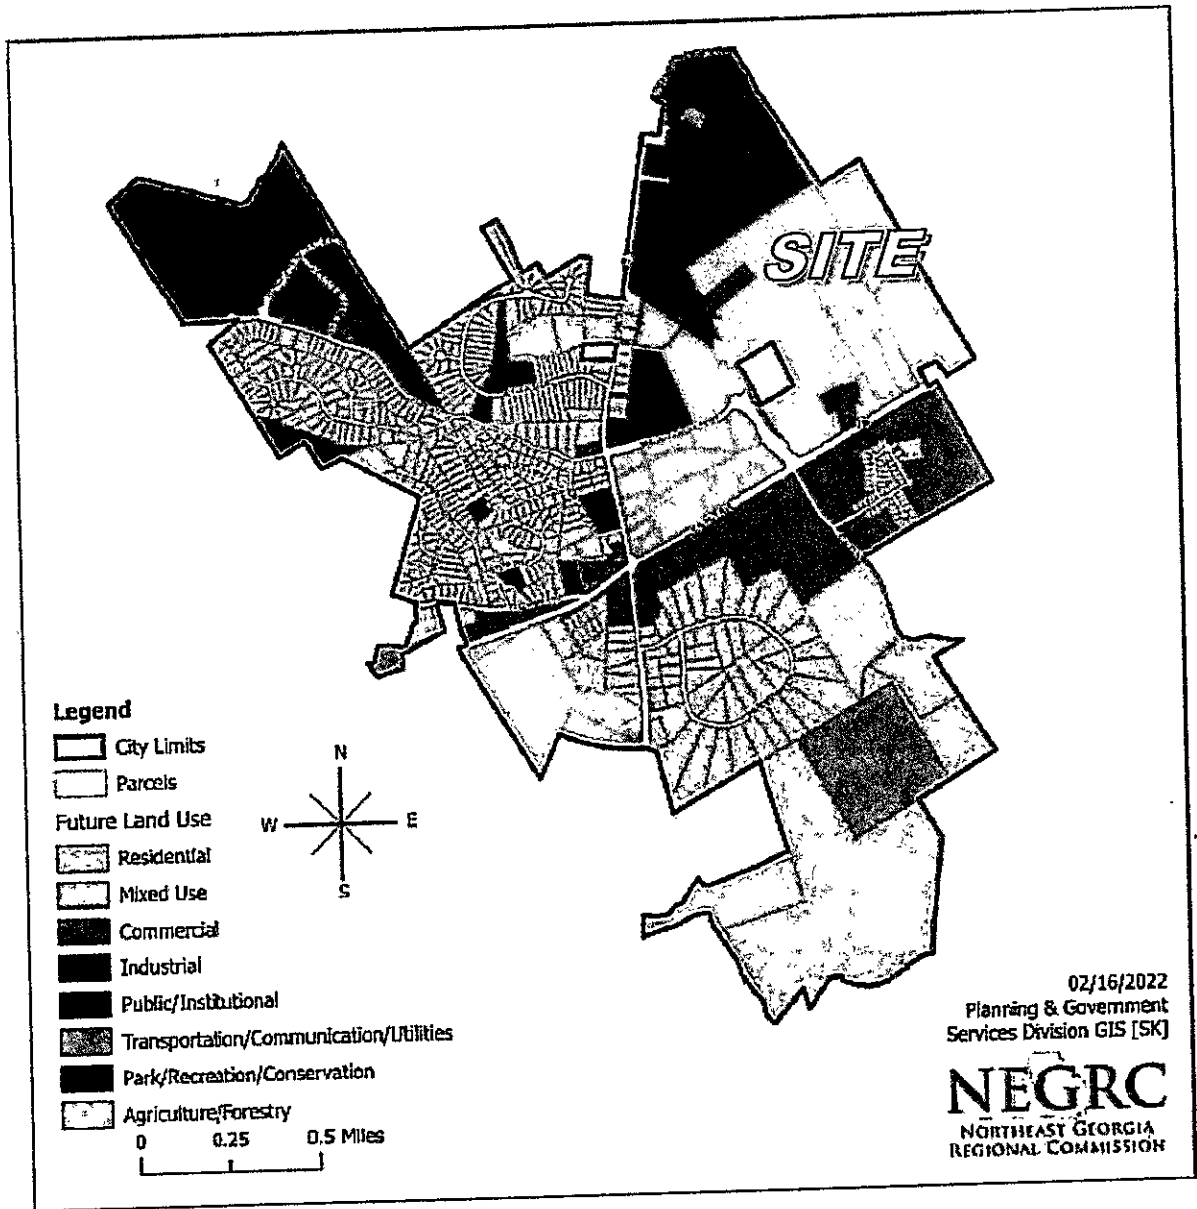 SITE
Legend
City Limits
Parcels
Future Land Use
Residential
Mixed Use
Commercial
Industrial
Public/Institutional
Transportation/Communication/Utilities
Park/Recreation/Conservation
Agriculture/Forestry
0 0.25 0.5 Miles
N
W E
S
02/16/2022
Planning & Government
Services Division GIS [SK]
NEGRC
NORTHEAST GEORGIA
REGIONAL COMMISSION